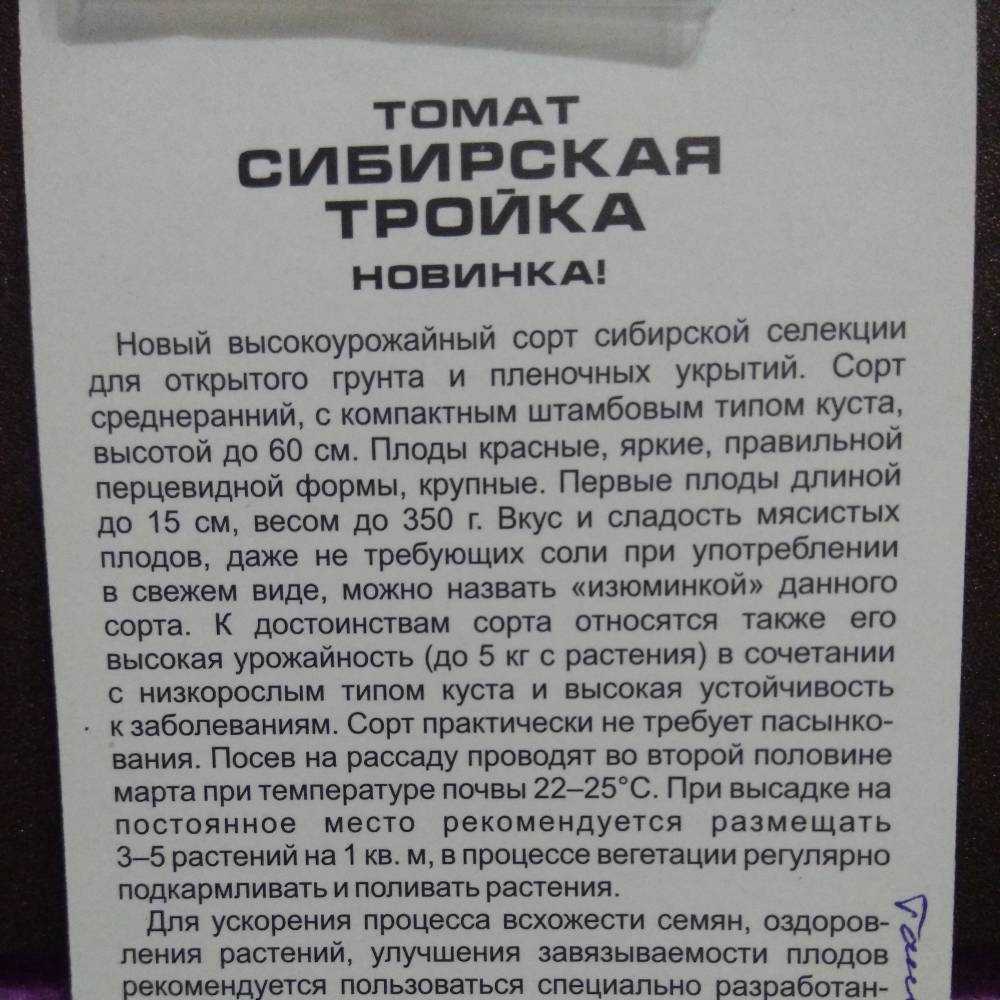 ТОМАТ
СИБИРСКАЯ
ТРОЙКА
НОВИНКА!
Новый высокоурожайный сорт сибирской селекции
для открытого грунта и пленочных укрытий. Сорт
среднеранний, с компактным штамбовым типом куста,
высотой до 60 см. Плоды красные, яркие, правильной
перцевидной формы, крупные. Первые плоды длиной
до 15 см, весом до 350 г. Вкус и сладость мясистых
плодов, даже не требующих соли при употреблении
в свежем виде, можно назвать «изюминкой» данного
сорта. К достоинствам сорта относятся также его
высокая урожайность (до 5 кг с растения) в сочетании
с низкорослым типом куста и высокая устойчивость
к заболеваниям. Сорт практически не требует пасынко-
вания. Посев на рассаду проводят во второй половине
марта при температуре почвы 22–25°С. При высадке на
постоянное место рекомендуется размещать
3–5 растений на 1 кв. м, в процессе вегетации регулярно
подкармливать и поливать растения.
Для ускорения процесса всхожести семян, оздоров-
ления растений, улучшения завязываемости плодов
рекомендуется пользоваться специально разработан-